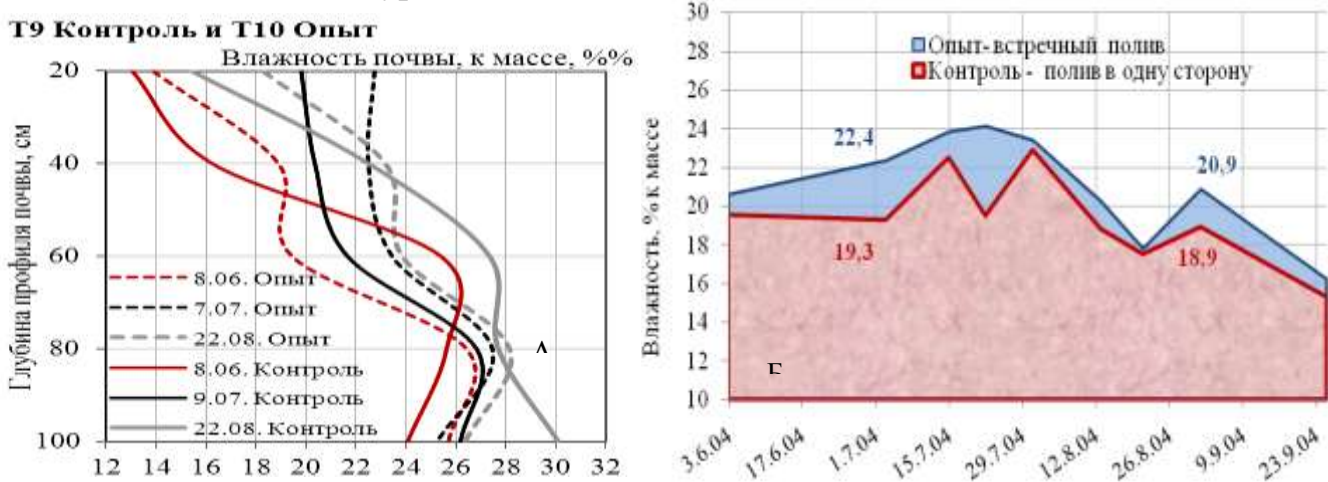 Т9 Контроль и Т10 Опыт
Влажность почвы, к массе, %%
Глубина профиля почвы, см
20
40
60
80
100
8.06. Опыт
7.07. Опыт
22.08. Опыт
8.06. Контроль
9.07. Контроль
22.08. Контроль
12 14 16 18 20 22 24 26 28 30 32
Влажность, % к массе
30
28
26
24
22
20
18
16
14
12
10
Опыт- встречный полив
Контроль - полив в одну сторону
22,4
20,9
19,3
18,9
3.6.04 17.6.04 1.7.04 15.7.04 29.7.04 12.8.04 26.8.04 9.9.04 23.9.04